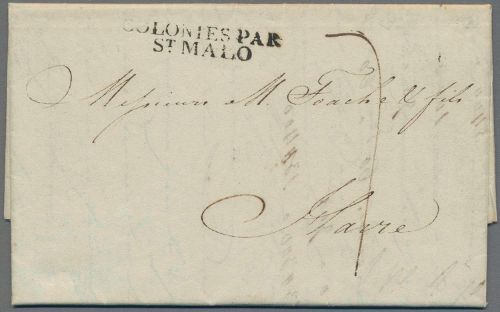 COLONIES PAR
ST MALO
Messieurs M. Foache & fils
Havre